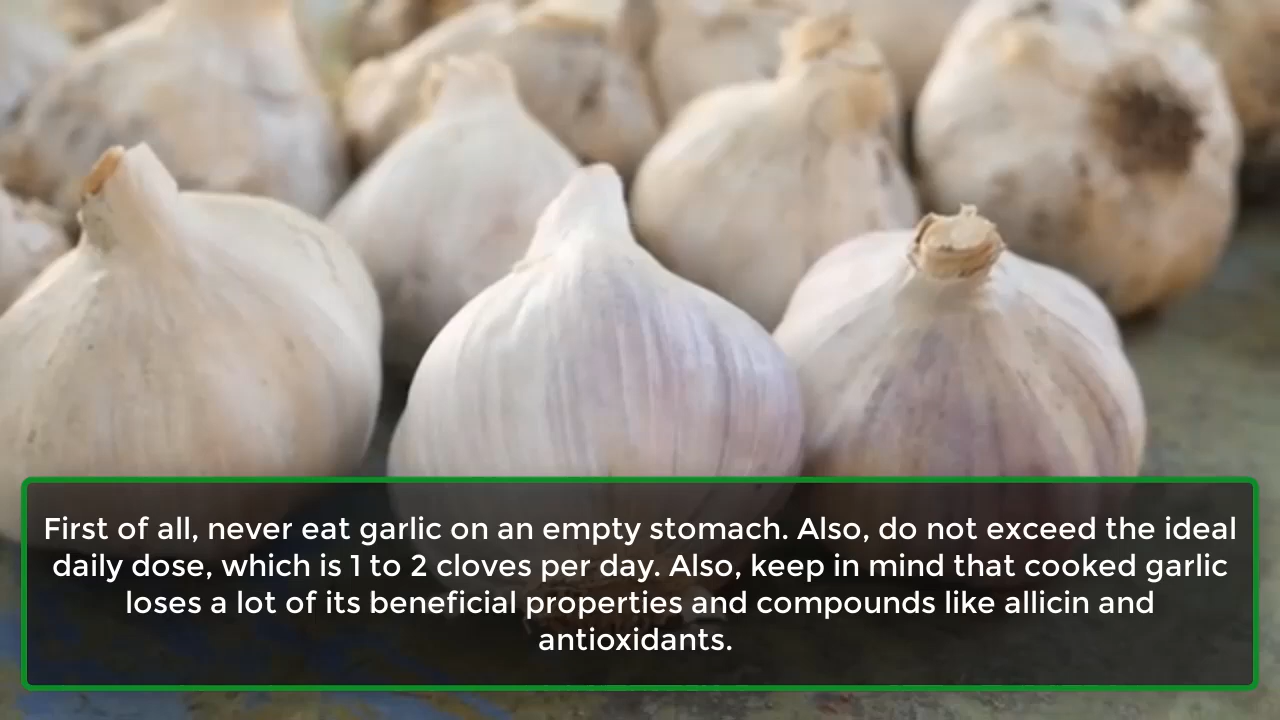 First of all, never eat garlic on an empty stomach. Also, do not exceed the ideal
daily dose, which is 1 to 2 cloves per day. Also, keep in mind that cooked garlic
loses a lot of its beneficial properties and compounds like allicin and
antioxidants.